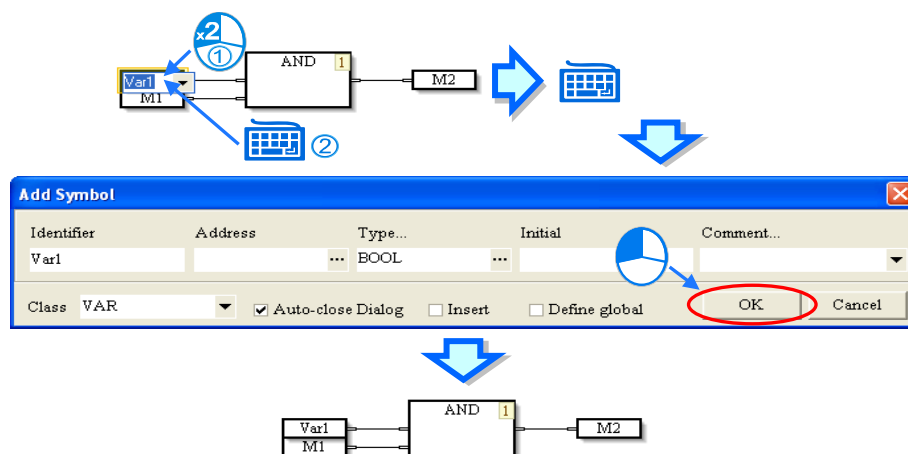 x2
①
AND 1
Var1
M2
M1
②
Add Symbol
Identifier Address Type... Initial Comment...
Var1 ... BOOL ...
Class VAR Auto-close Dialog Insert Define global OK Cancel
AND 1
Var1
M2
M1